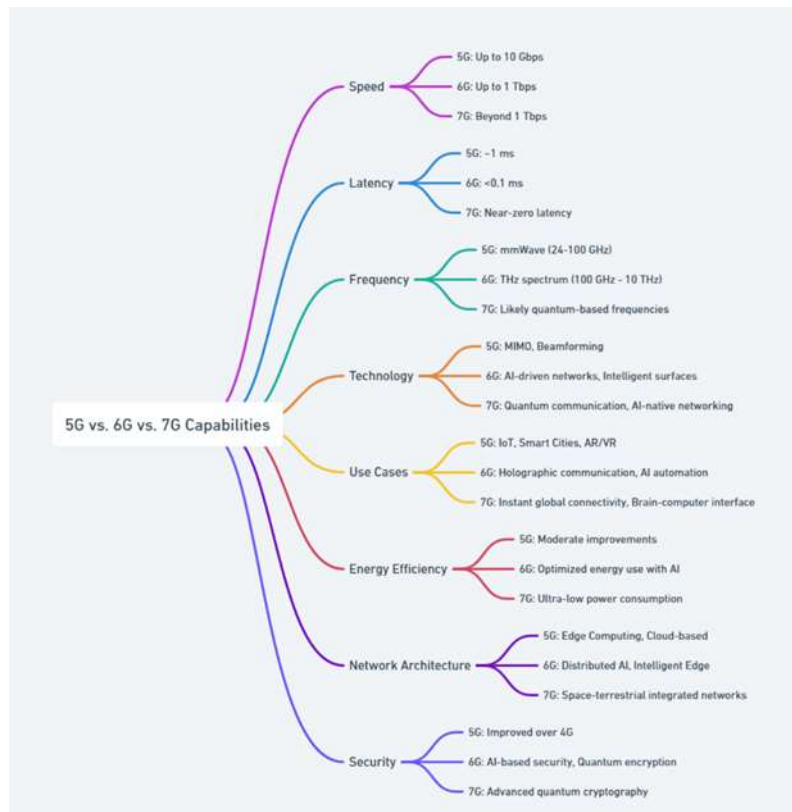 5G vs. 6G vs. 7G Capabilities
Speed
5G: Up to 10 Gbps
6G: Up to 1 Tbps
7G: Beyond 1 Tbps
Latency
5G: ~1 ms
6G: <0.1 ms
7G: Near-zero latency
Frequency
5G: mmWave (24-100 GHz)
6G: THz spectrum (100 GHz - 10 THz)
7G: Likely quantum-based frequencies
Technology
5G: MIMO, Beamforming
6G: AI-driven networks, Intelligent surfaces
7G: Quantum communication, AI-native networking
Use Cases
5G: IoT, Smart Cities, AR/VR
6G: Holographic communication, AI automation
7G: Instant global connectivity, Brain-computer interface
Energy Efficiency
5G: Moderate improvements
6G: Optimized energy use with AI
7G: Ultra-low power consumption
Network Architecture
5G: Edge Computing, Cloud-based
6G: Distributed AI, Intelligent Edge
7G: Space-terrestrial integrated networks
Security
5G: Improved over 4G
6G: AI-based security, Quantum encryption
7G: Advanced quantum cryptography